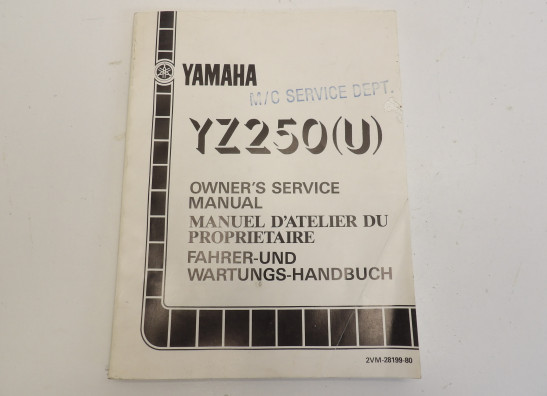 YAMAHA
M/C SERVICE DEPT.
YZ250(U)
OWNER'S SERVICE
MANUAL
MANUEL D'ATELIER DU
PROPRIETAIRE
FAHRER-UND
WARTUNGS-HANDBUCH
2VM-28199-80